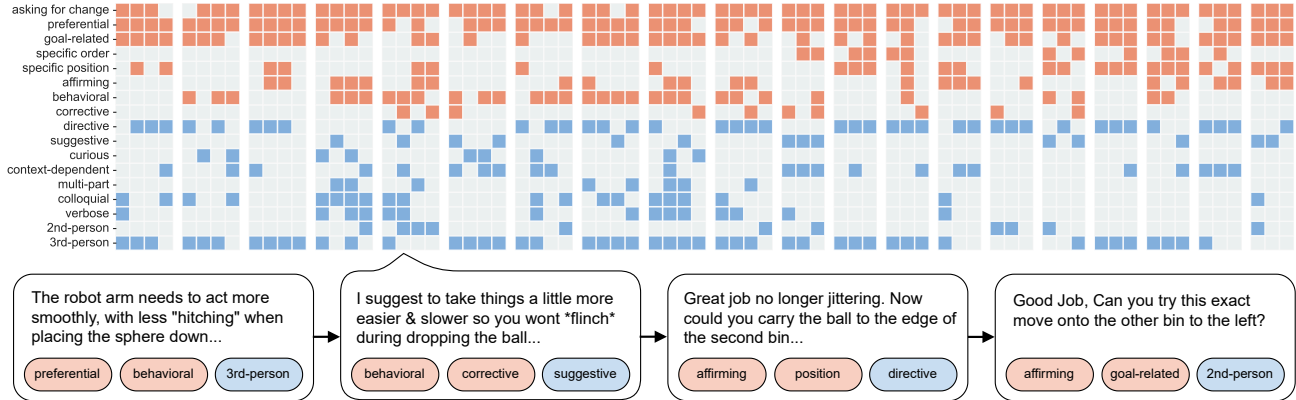 asking for change
preferential
goal-related
specific order
specific position
affirming
behavioral
corrective
directive
suggestive
curious
context-dependent
multi-part
colloquial
verbose
2nd-person
3rd-person
The robot arm needs to act more
smoothly, with less "hitching" when
placing the sphere down...
preferential
behavioral
3rd-person
I suggest to take things a little more
easier & slower so you wont *flinch*
during dropping the ball...
behavioral
corrective
suggestive
Great job no longer jittering. Now
could you carry the ball to the edge of
the second bin...
affirming
position
directive
Good Job, Can you try this exact
move onto the other bin to the left?
affirming
goal-related
2nd-person